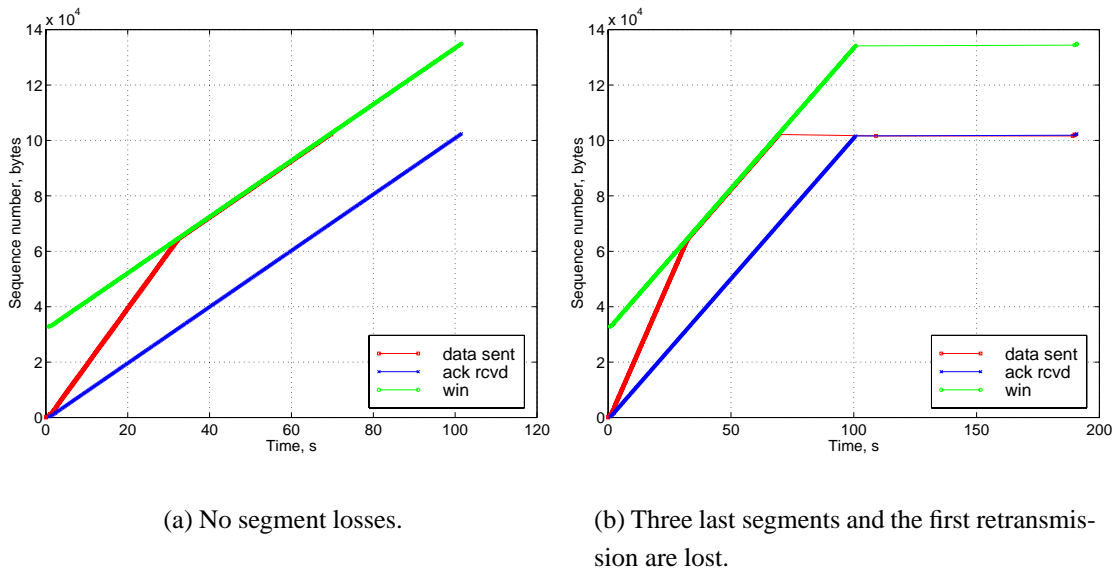 x 10^4
14
12
10
8
6
4
2
0
Sequence number, bytes
0 20 40 60 80 100 120
Time, s
data sent
ack rcvd
win
(a) No segment losses.
x 10^4
14
12
10
8
6
4
2
0
Sequence number, bytes
0 50 100 150 200
Time, s
data sent
ack rcvd
win
(b) Three last segments and the first retransmis-
sion are lost.